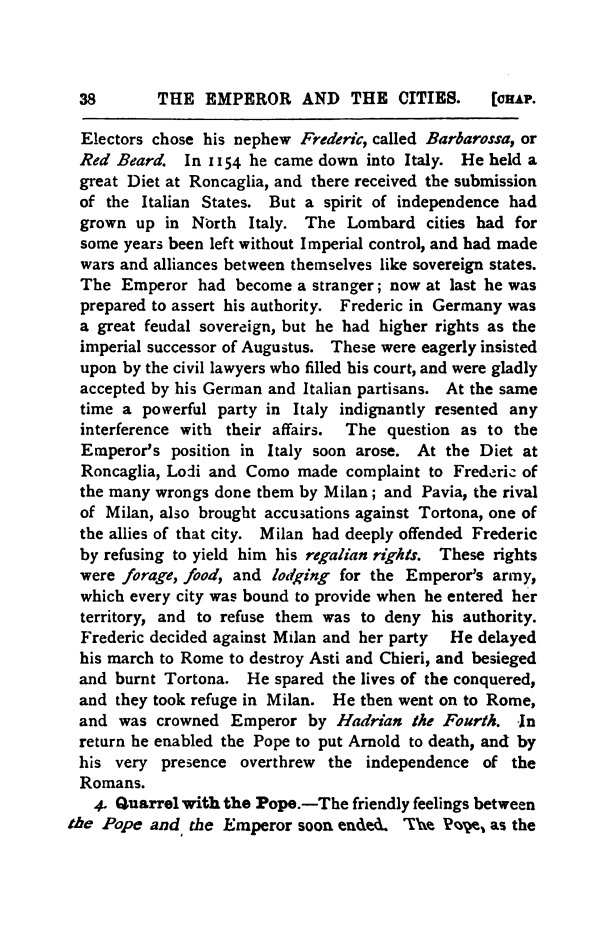 38 THE EMPEROR AND THE CITIES. [CHAP.
Electors chose his nephew Frederic, called Barbarossa, or
Red Beard. In 1154 he came down into Italy. He held a
great Diet at Roncaglia, and there received the submission
of the Italian States. But a spirit of independence had
grown up in North Italy. The Lombard cities had for
some years been left without Imperial control, and had made
wars and alliances between themselves like sovereign states.
The Emperor had become a stranger; now at last he was
prepared to assert his authority. Frederic in Germany was
a great feudal sovereign, but he had higher rights as the
imperial successor of Augustus. These were eagerly insisted
upon by the civil lawyers who filled his court, and were gladly
accepted by his German and Italian partisans. At the same
time a powerful party in Italy indignantly resented any
interference with their affairs. The question as to the
Emperor's position in Italy soon arose. At the Diet at
Roncaglia, Lodi and Como made complaint to Frederic of
the many wrongs done them by Milan; and Pavia, the rival
of Milan, also brought accusations against Tortona, one of
the allies of that city. Milan had deeply offended Frederic
by refusing to yield him his regalian rights. These rights
were forage, food, and lodging for the Emperor's army,
which every city was bound to provide when he entered her
territory, and to refuse them was to deny his authority.
Frederic decided against Milan and her party He delayed
his march to Rome to destroy Asti and Chieri, and besieged
and burnt Tortona. He spared the lives of the conquered,
and they took refuge in Milan. He then went on to Rome,
and was crowned Emperor by Hadrian the Fourth. In
return he enabled the Pope to put Arnold to death, and by
his very presence overthrew the independence of the
Romans.
4. Quarrel with the Pope.—The friendly feelings between
the Pope and the Emperor soon ended. The Pope, as the